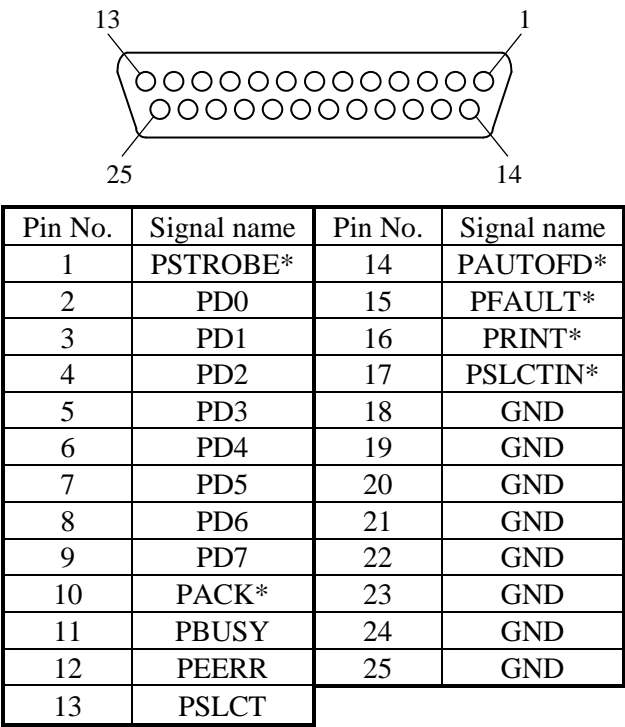 13 1
25 14
Pin No. Signal name Pin No. Signal name
1 PSTROBE* 14 PAUTOFD*
2 PD0 15 PFAULT*
3 PD1 16 PRINT*
4 PD2 17 PSLCTIN*
5 PD3 18 GND
6 PD4 19 GND
7 PD5 20 GND
8 PD6 21 GND
9 PD7 22 GND
10 PACK* 23 GND
11 PBUSY 24 GND
12 PEERR 25 GND
13 PSLCT